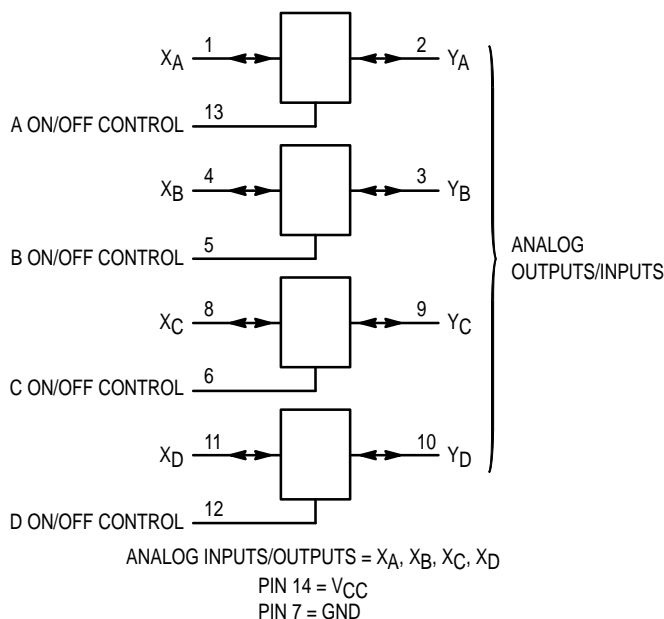 XA 1 2 YA
A ON/OFF CONTROL 13
XB 4 3 YB
B ON/OFF CONTROL 5
ANALOG
OUTPUTS/INPUTS
XC 8 9 YC
C ON/OFF CONTROL 6
XD 11 10 YD
D ON/OFF CONTROL 12
ANALOG INPUTS/OUTPUTS = XA, XB, XC, XD
PIN 14 = VCC
PIN 7 = GND